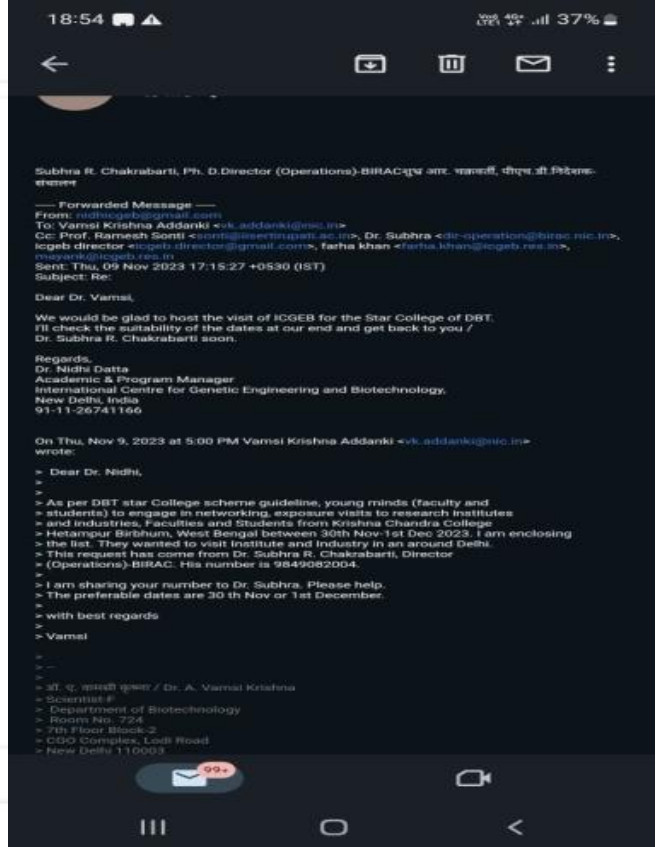 18:54
VoD LTE1 4G+ 37%
Subhra R. Chakrabarti, Ph. D.Director (Operations)-BIRACशुभ्र आर. चक्रवर्ती, पीएच.डी.निदेशक-
संचालन
---- Forwarded Message ----
From: nidhicgeb@gmail.com
To: Vamsi Krishna Addanki <vk.addanki@nic.in>
Cc: Prof. Ramesh Sonti <sonti@iisertirupati.ac.in>, Dr. Subhra <dir-operation@birac.nic.in>,
icgeb director <icgeb.director@gmail.com>, farha khan <farha.khan@icgeb.res.in>,
mayank@icgeb.res.in
Sent: Thu, 09 Nov 2023 17:15:27 +0530 (IST)
Subject: Re:
Dear Dr. Vamsi,
We would be glad to host the visit of ICGEB for the Star College of DBT.
I'll check the suitability of the dates at our end and get back to you /
Dr. Subhra R. Chakrabarti soon.
Regards,
Dr. Nidhi Datta
Academic & Program Manager
International Centre for Genetic Engineering and Biotechnology,
New Delhi, India
91-11-26741166
On Thu, Nov 9, 2023 at 5:00 PM Vamsi Krishna Addanki <vk.addanki@nic.in>
wrote:
> Dear Dr. Nidhi,
>
>
> As per DBT star College scheme guideline, young minds (faculty and
> students) to engage in networking, exposure visits to research institutes
> and industries, Faculties and Students from Krishna Chandra College
> Hetampur Birbhum, West Bengal between 30th Nov-1st Dec 2023. I am enclosing
> the list. They wanted to visit Institute and Industry in an around Delhi.
> This request has come from Dr. Subhra R. Chakrabarti, Director
> (Operations)-BIRAC. His number is 9849082004.
>
> I am sharing your number to Dr. Subhra. Please help.
> The preferable dates are 30 th Nov or 1st December.
>
> with best regards
>
> Vamsi
>
> --
>
> डॉ. ए. वामसी कृष्णा / Dr. A. Vamsi Krishna
> Scientist-F
> Department of Biotechnology
> Room No. 724
> 7th Floor Block-2
> CGO Complex, Lodi Road
> New Delhi 110003
99+